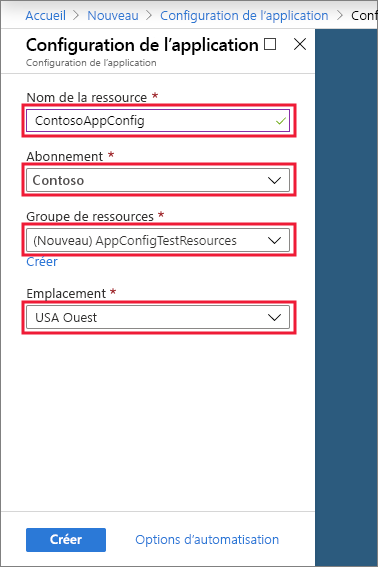 Accueil > Nouveau > Configuration de l'application > Conf
Configuration de l'application
Configuration de l'application
Nom de la ressource *
ContosoAppConfig
Abonnement *
Contoso
Groupe de ressources *
(Nouveau) AppConfigTestResources
Créer
Emplacement *
USA Ouest
Créer
Options d'automatisation